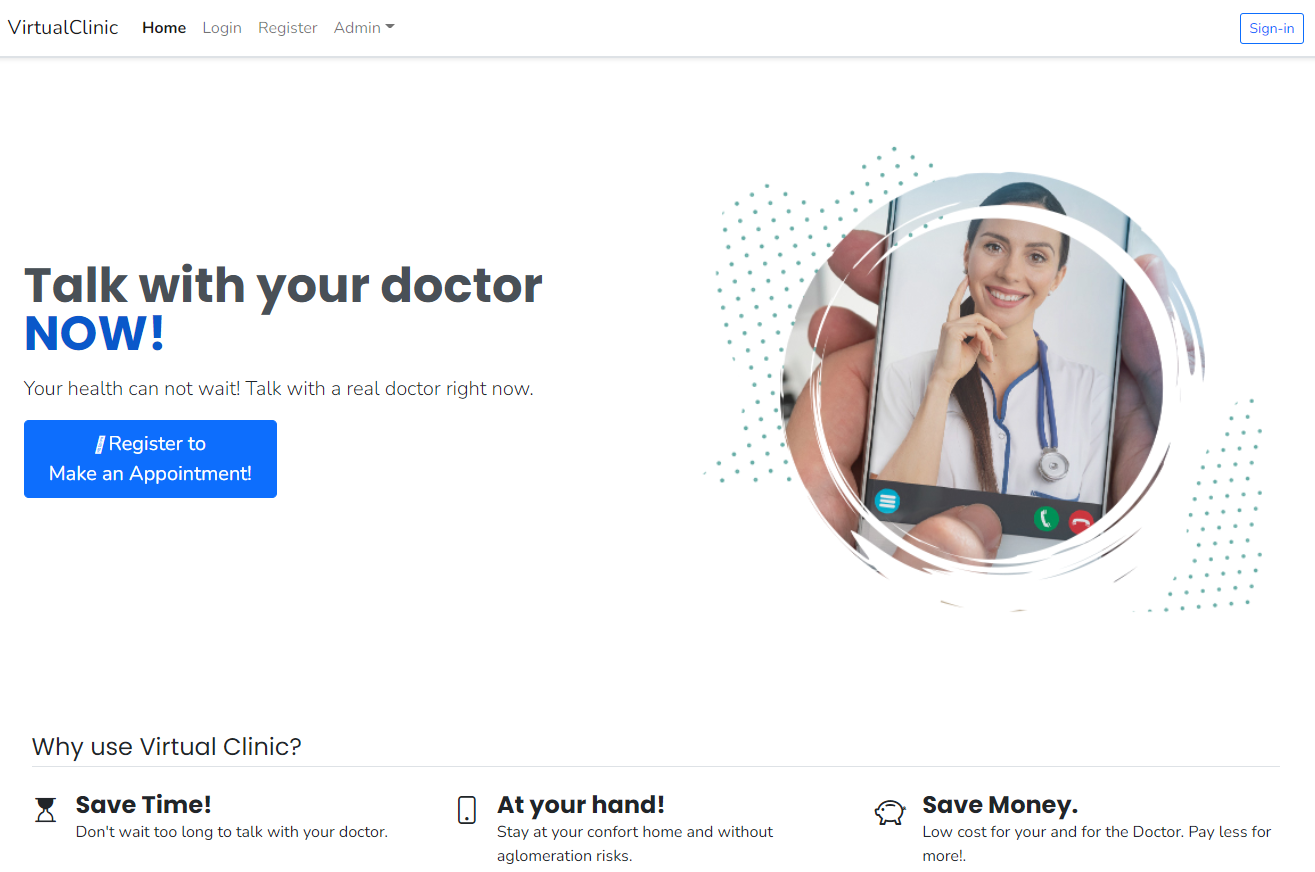 VirtualClinic Home Login Register Admin Sign-in
Talk with your doctor
NOW!
Your health can not wait! Talk with a real doctor right now.
Register to
Make an Appointment!
Why use Virtual Clinic?
Save Time!
Don't wait too long to talk with your doctor.
At your hand!
Stay at your confort home and without
aglomeration risks.
Save Money.
Low cost for your and for the Doctor. Pay less for
more!.